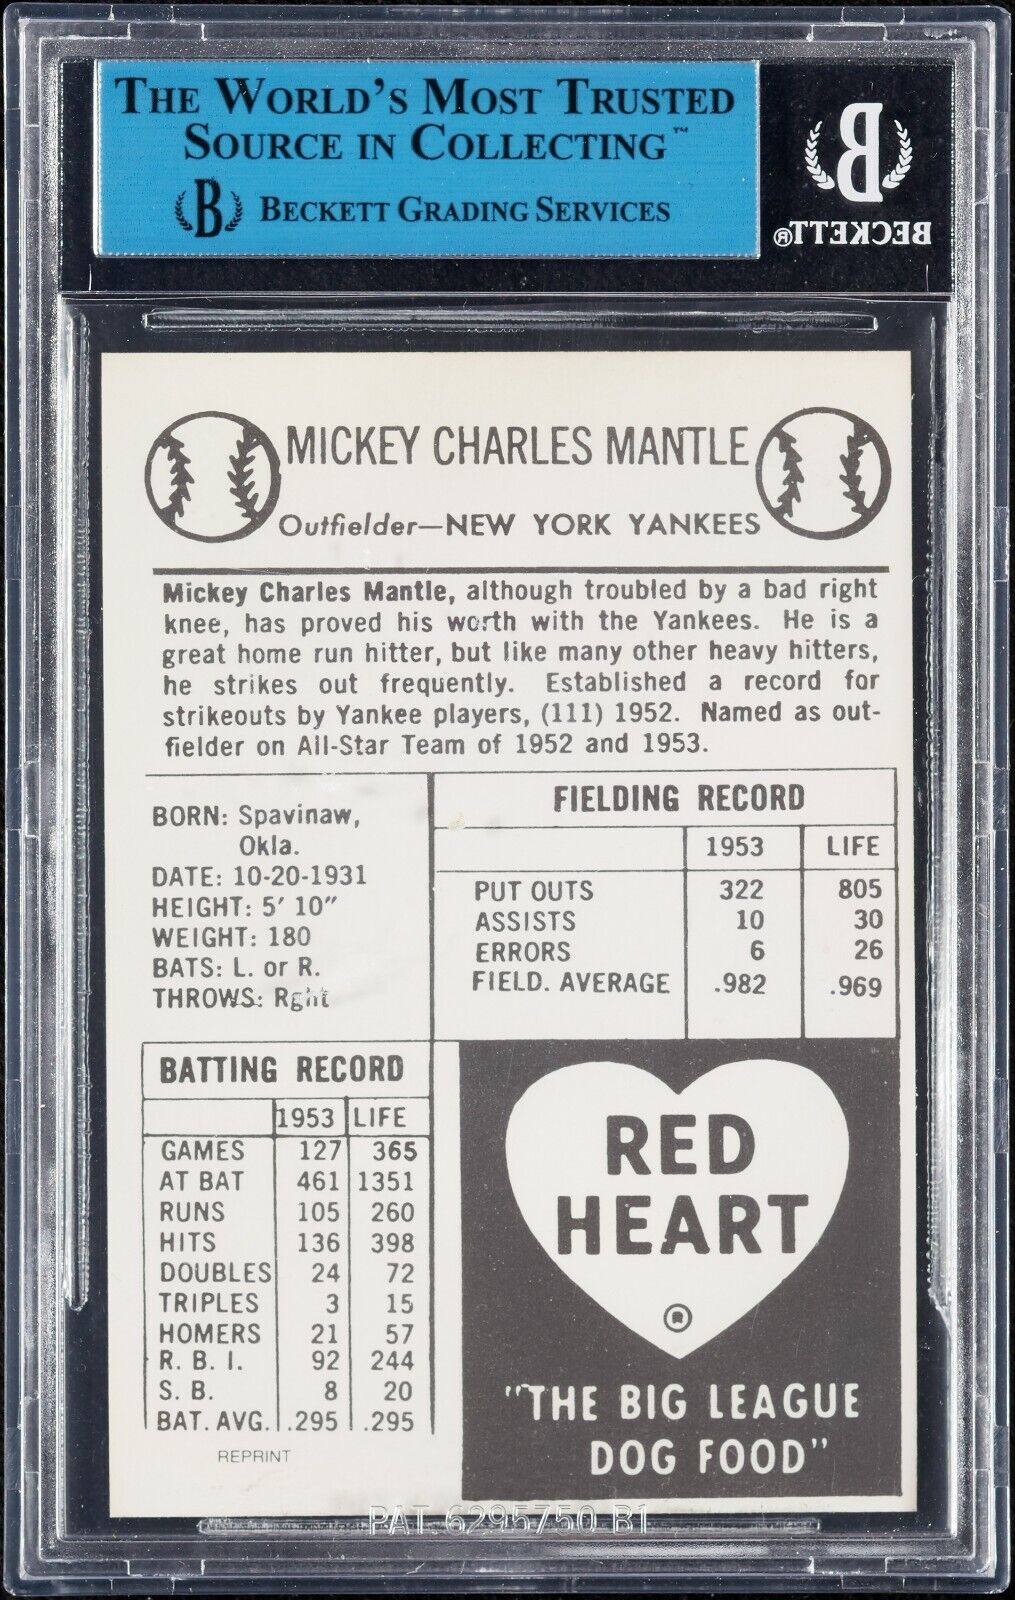 THE WORLD'S MOST TRUSTED
SOURCE IN COLLECTING™
B BECKETT GRADING SERVICES
B
BECKETT®
MICKEY CHARLES MANTLE
Outfielder—NEW YORK YANKEES
Mickey Charles Mantle, although troubled by a bad right
knee, has proved his worth with the Yankees. He is a
great home run hitter, but like many other heavy hitters,
he strikes out frequently. Established a record for
strikeouts by Yankee players, (111) 1952. Named as out-
fielder on All-Star Team of 1952 and 1953.
BORN: Spavinaw,
Okla.
DATE: 10-20-1931
HEIGHT: 5' 10"
WEIGHT: 180
BATS: L. or R.
THROWS: Rght
FIELDING RECORD
1953 LIFE
PUT OUTS 322 805
ASSISTS 10 30
ERRORS 6 26
FIELD. AVERAGE .982 .969
BATTING RECORD
1953 LIFE
GAMES 127 365
AT BAT 461 1351
RUNS 105 260
HITS 136 398
DOUBLES 24 72
TRIPLES 3 15
HOMERS 21 57
R. B. I. 92 244
S. B. 8 20
BAT. AVG. .295 .295
REPRINT
RED
HEART
®
"THE BIG LEAGUE
DOG FOOD"
PAT. 6295750 B1